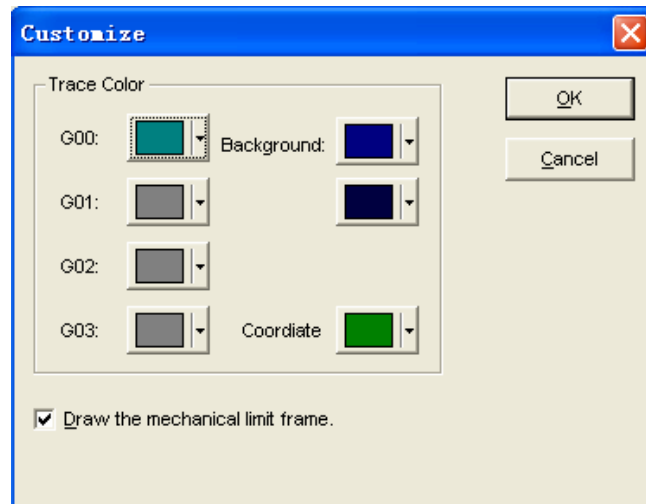 Customize
Trace Color
OK
G00:
Background:
Cancel
G01:
G02:
G03:
Coordiate
Draw the mechanical limit frame.